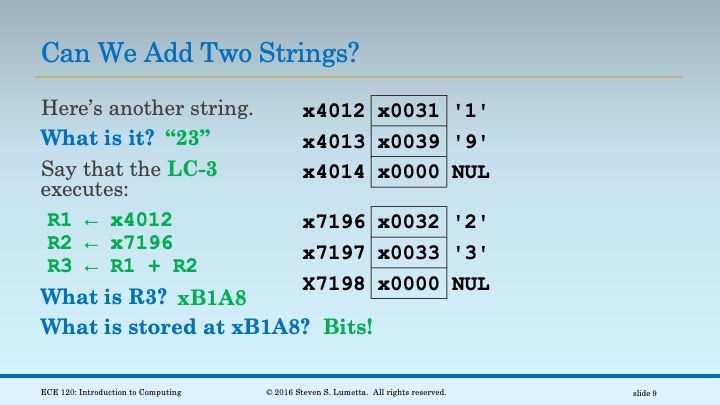 Can We Add Two Strings?
Here’s another string.
What is it? “23”
Say that the LC-3
executes:
R1 ← x4012
R2 ← x7196
R3 ← R1 + R2
What is R3? xB1A8
What is stored at xB1A8? Bits!
x4012 x0031 '1'
x4013 x0039 '9'
x4014 x0000 NUL
x7196 x0032 '2'
x7197 x0033 '3'
X7198 x0000 NUL
ECE 120: Introduction to Computing
© 2016 Steven S. Lumetta. All rights reserved.
slide 9